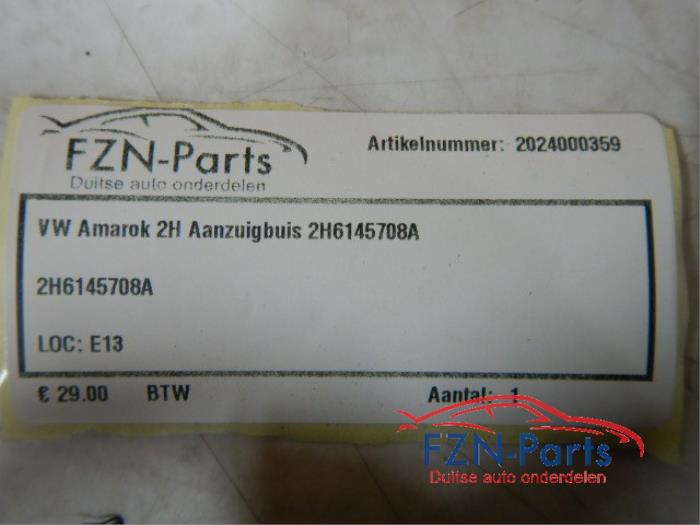 FZN-Parts
Duitse auto onderdelen
Artikelnummer: 2024000359
VW Amarok 2H Aanzuigbuis 2H6145708A
2H6145708A
LOC: E13
€ 29.00 BTW Aantal: 1
FZN-Parts
Duitse auto onderdelen